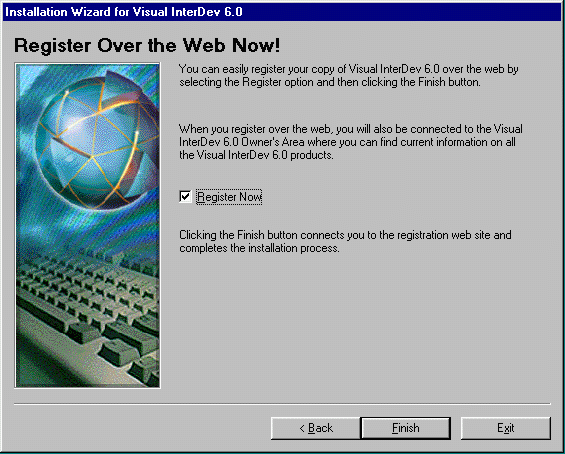 Installation Wizard for Visual InterDev 6.0
Register Over the Web Now!
You can easily register your copy of Visual InterDev 6.0 over the web by
selecting the Register option and then clicking the Finish button.
When you register over the web, you will also be connected to the Visual
InterDev 6.0 Owner's Area where you can find current information on all
the Visual InterDev 6.0 products.
Register Now
Clicking the Finish button connects you to the registration web site and
completes the installation process.
< Back
Finish
Exit